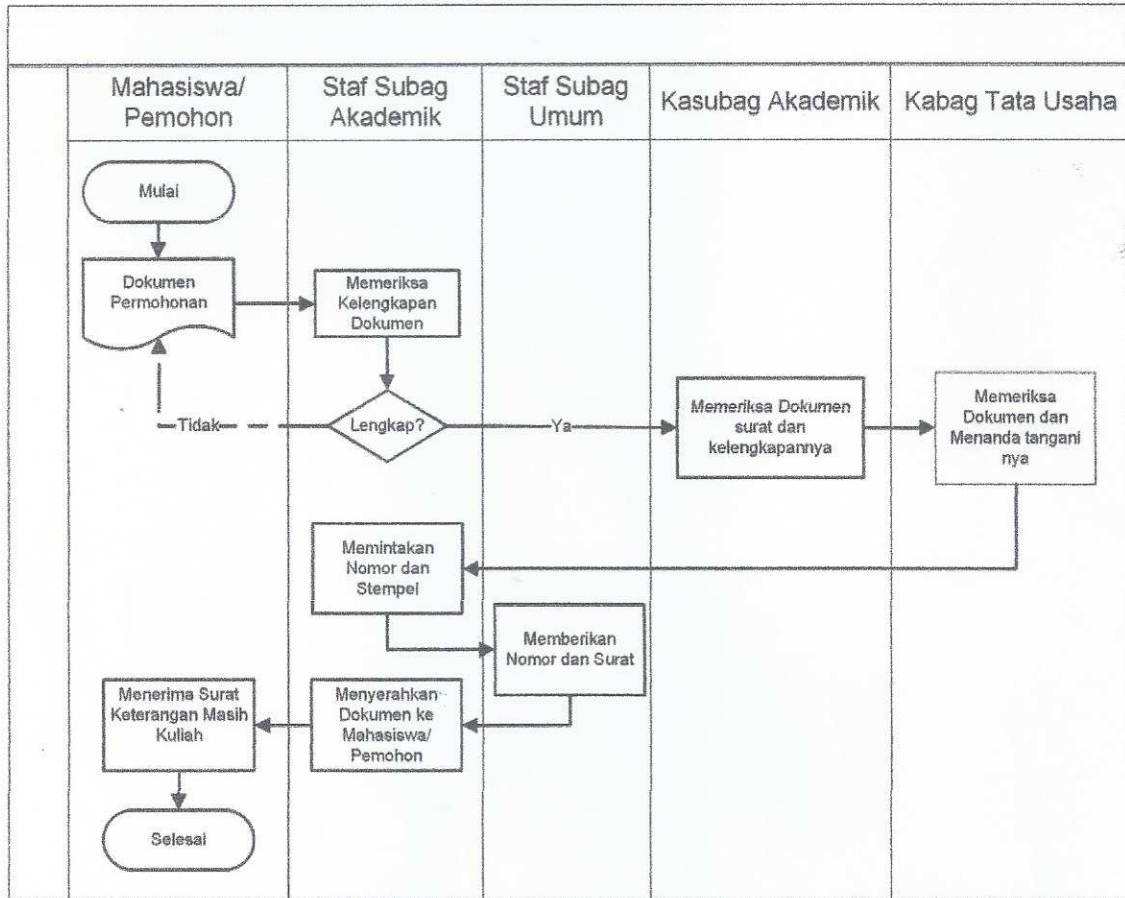 Mahasiswa/
Pemohon
Staf Subag
Akademik
Staf Subag
Umum
Kasubag Akademik
Kabag Tata Usaha
Mulai
Dokumen
Permohonan
Memeriksa
Kelengkapan
Dokumen
Tidak
Lengkap?
Ya
Memeriksa Dokumen
surat dan
kelengkapannya
Memeriksa
Dokumen dan
Menanda tangani
nya
Memintakan
Nomor dan
Stempel
Memberikan
Nomor dan Surat
Menyerahkan
Dokumen ke
Mahasiswa/
Pemohon
Menerima Surat
Keterangan Masih
Kuliah
Selesai